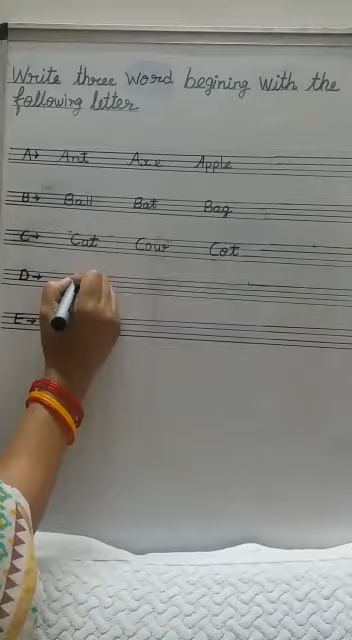 Write three word begining with the
following letter
A→ Ant Axe Apple
B→ Ball Bat Bag
C→ Cat Cow Cot
D→
E→